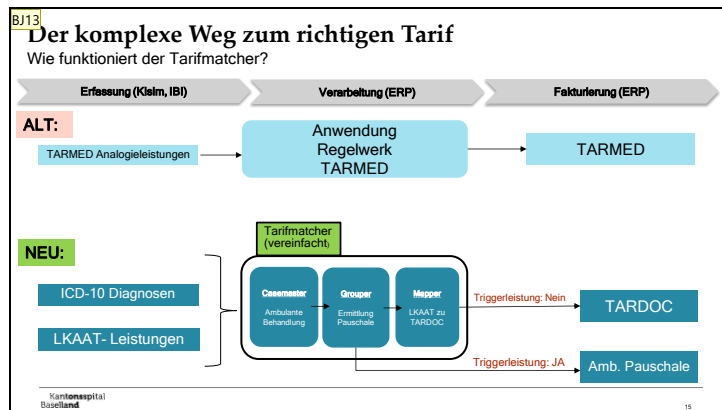 BJ13
Der komplexe Weg zum richtigen Tarif
Wie funktioniert der Tarifmatcher?
Erfassung (KIsim, IBI)
Verarbeitung (ERP)
Fakturierung (ERP)
ALT:
TARMED Analogieleistungen
Anwendung
Regelwerk
TARMED
TARMED
Tarifmatcher
(vereinfacht)
NEU:
ICD-10 Diagnosen
LKAAT- Leistungen
Casemaster
Ambulante
Behandlung
Grouper
Ermittlung
Pauschale
Mapper
LKAAT zu
TARDOC
Triggerleistung: Nein
TARDOC
Triggerleistung: JA
Amb. Pauschale
Kantonsspital
Baselland
15